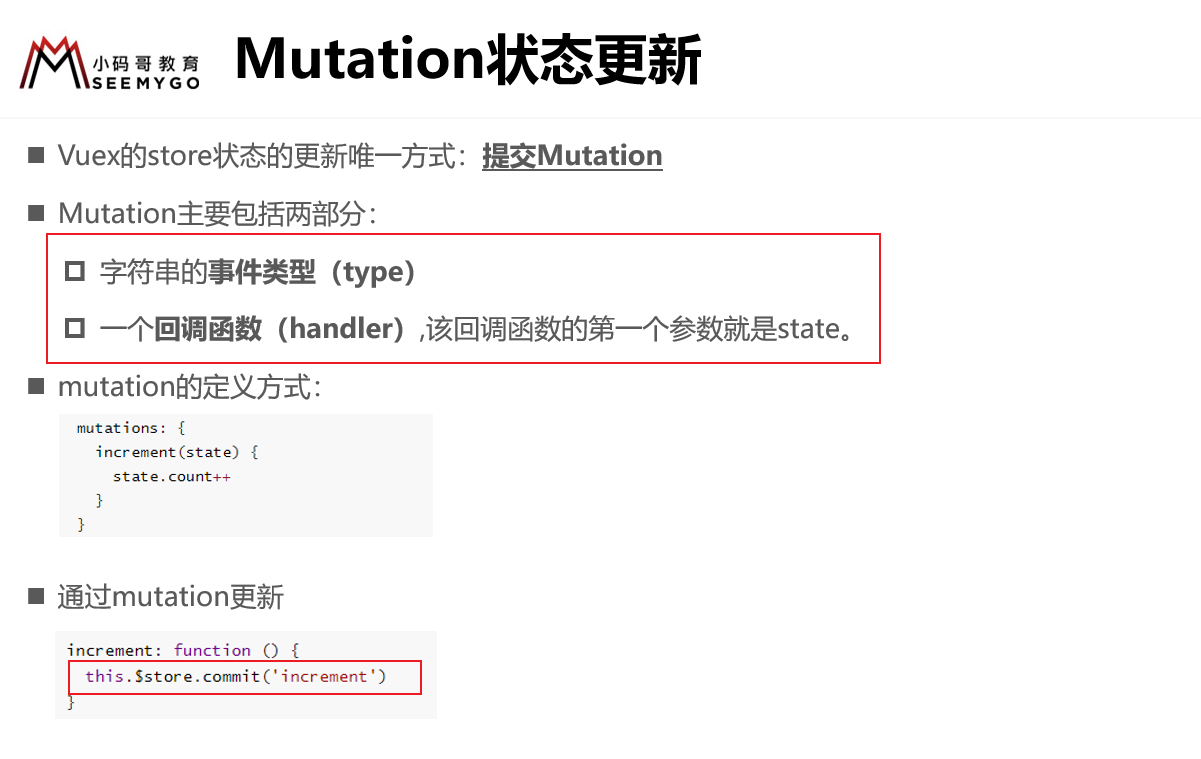 小码哥教育
SEEMYGO
Mutation状态更新
Vuex的store状态的更新唯一方式：提交Mutation
Mutation主要包括两部分：
字符串的事件类型（type）
一个回调函数（handler）,该回调函数的第一个参数就是state。
mutation的定义方式：
mutations: {
  increment(state) {
    state.count++
  }
}
通过mutation更新
increment: function () {
  this.$store.commit('increment')
}